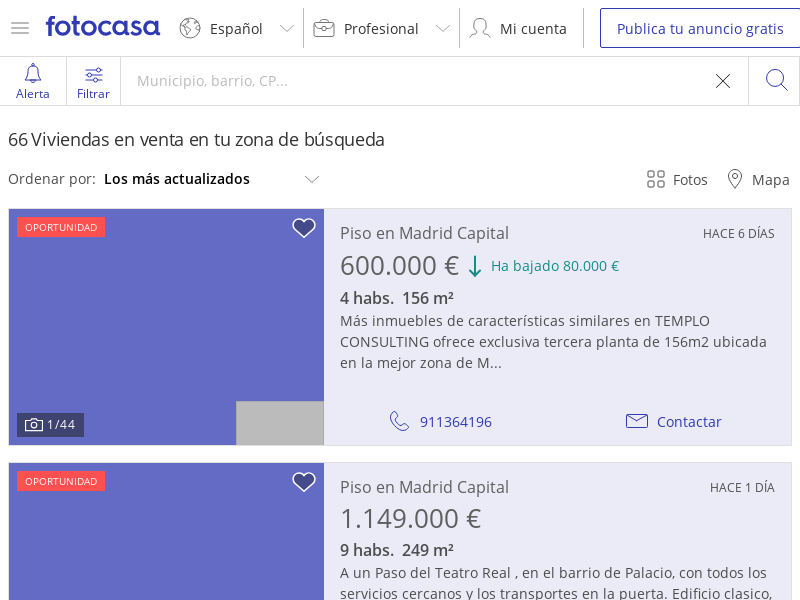 fotocasa
Español
Profesional
Mi cuenta
Publica tu anuncio gratis
Alerta
Filtrar
Municipio, barrio, CP...
66 Viviendas en venta en tu zona de búsqueda
Ordenar por: Los más actualizados
Fotos
Mapa
OPORTUNIDAD
1/44
Piso en Madrid Capital
HACE 6 DÍAS
600.000 €
Ha bajado 80.000 €
4 habs. 156 m²
Más inmuebles de características similares en TEMPLO
CONSULTING ofrece exclusiva tercera planta de 156m2 ubicada
en la mejor zona de M...
911364196
Contactar
OPORTUNIDAD
Piso en Madrid Capital
HACE 1 DÍA
1.149.000 €
9 habs. 249 m²
A un Paso del Teatro Real , en el barrio de Palacio, con todos los
servicios cercanos y los transportes en la puerta. Edificio clasico,